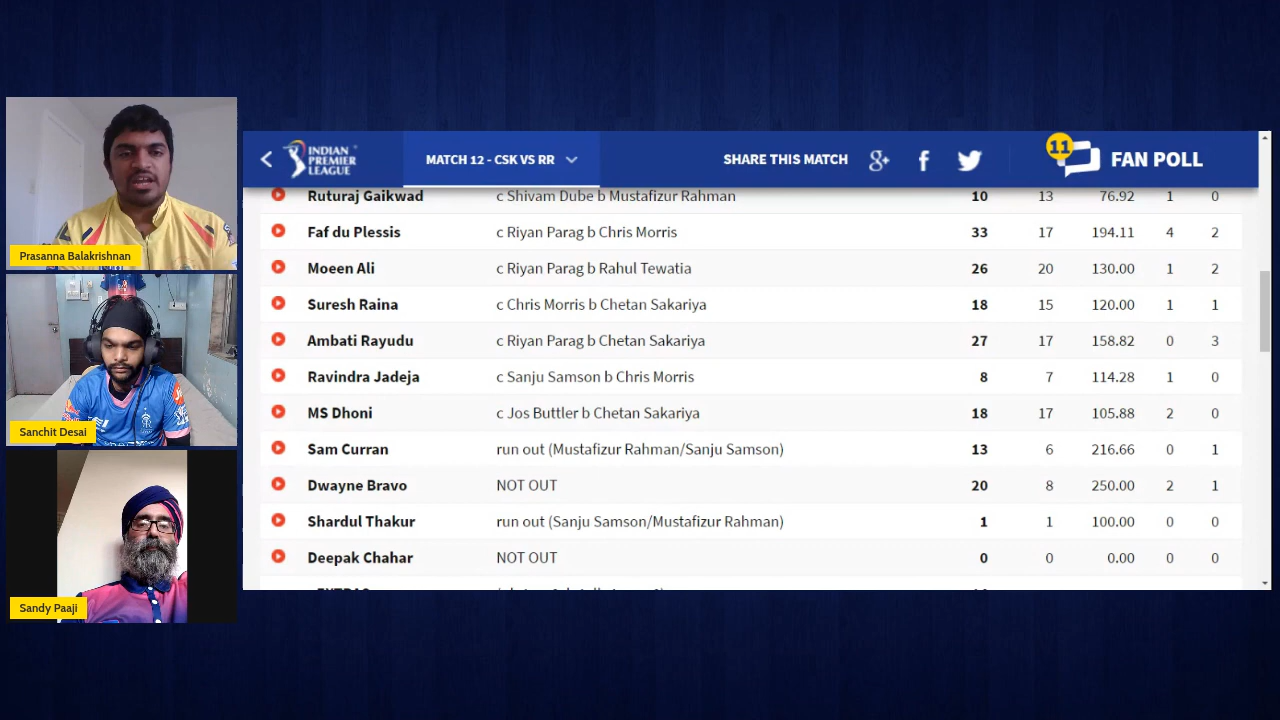 Prasanna Balakrishnan
Sanchit Desai
Sandy Paaji
INDIAN
PREMIER
LEAGUE
MATCH 12 - CSK VS RR
SHARE THIS MATCH
11
FAN POLL
Ruturaj Gaikwad c Shivam Dube b Mustafizur Rahman 10 13 76.92 1 0
Faf du Plessis c Riyan Parag b Chris Morris 33 17 194.11 4 2
Moeen Ali c Riyan Parag b Rahul Tewatia 26 20 130.00 1 2
Suresh Raina c Chris Morris b Chetan Sakariya 18 15 120.00 1 1
Ambati Rayudu c Riyan Parag b Chetan Sakariya 27 17 158.82 0 3
Ravindra Jadeja c Sanju Samson b Chris Morris 8 7 114.28 1 0
MS Dhoni c Jos Buttler b Chetan Sakariya 18 17 105.88 2 0
Sam Curran run out (Mustafizur Rahman/Sanju Samson) 13 6 216.66 0 1
Dwayne Bravo NOT OUT 20 8 250.00 2 1
Shardul Thakur run out (Sanju Samson/Mustafizur Rahman) 1 1 100.00 0 0
Deepak Chahar NOT OUT 0 0 0.00 0 0